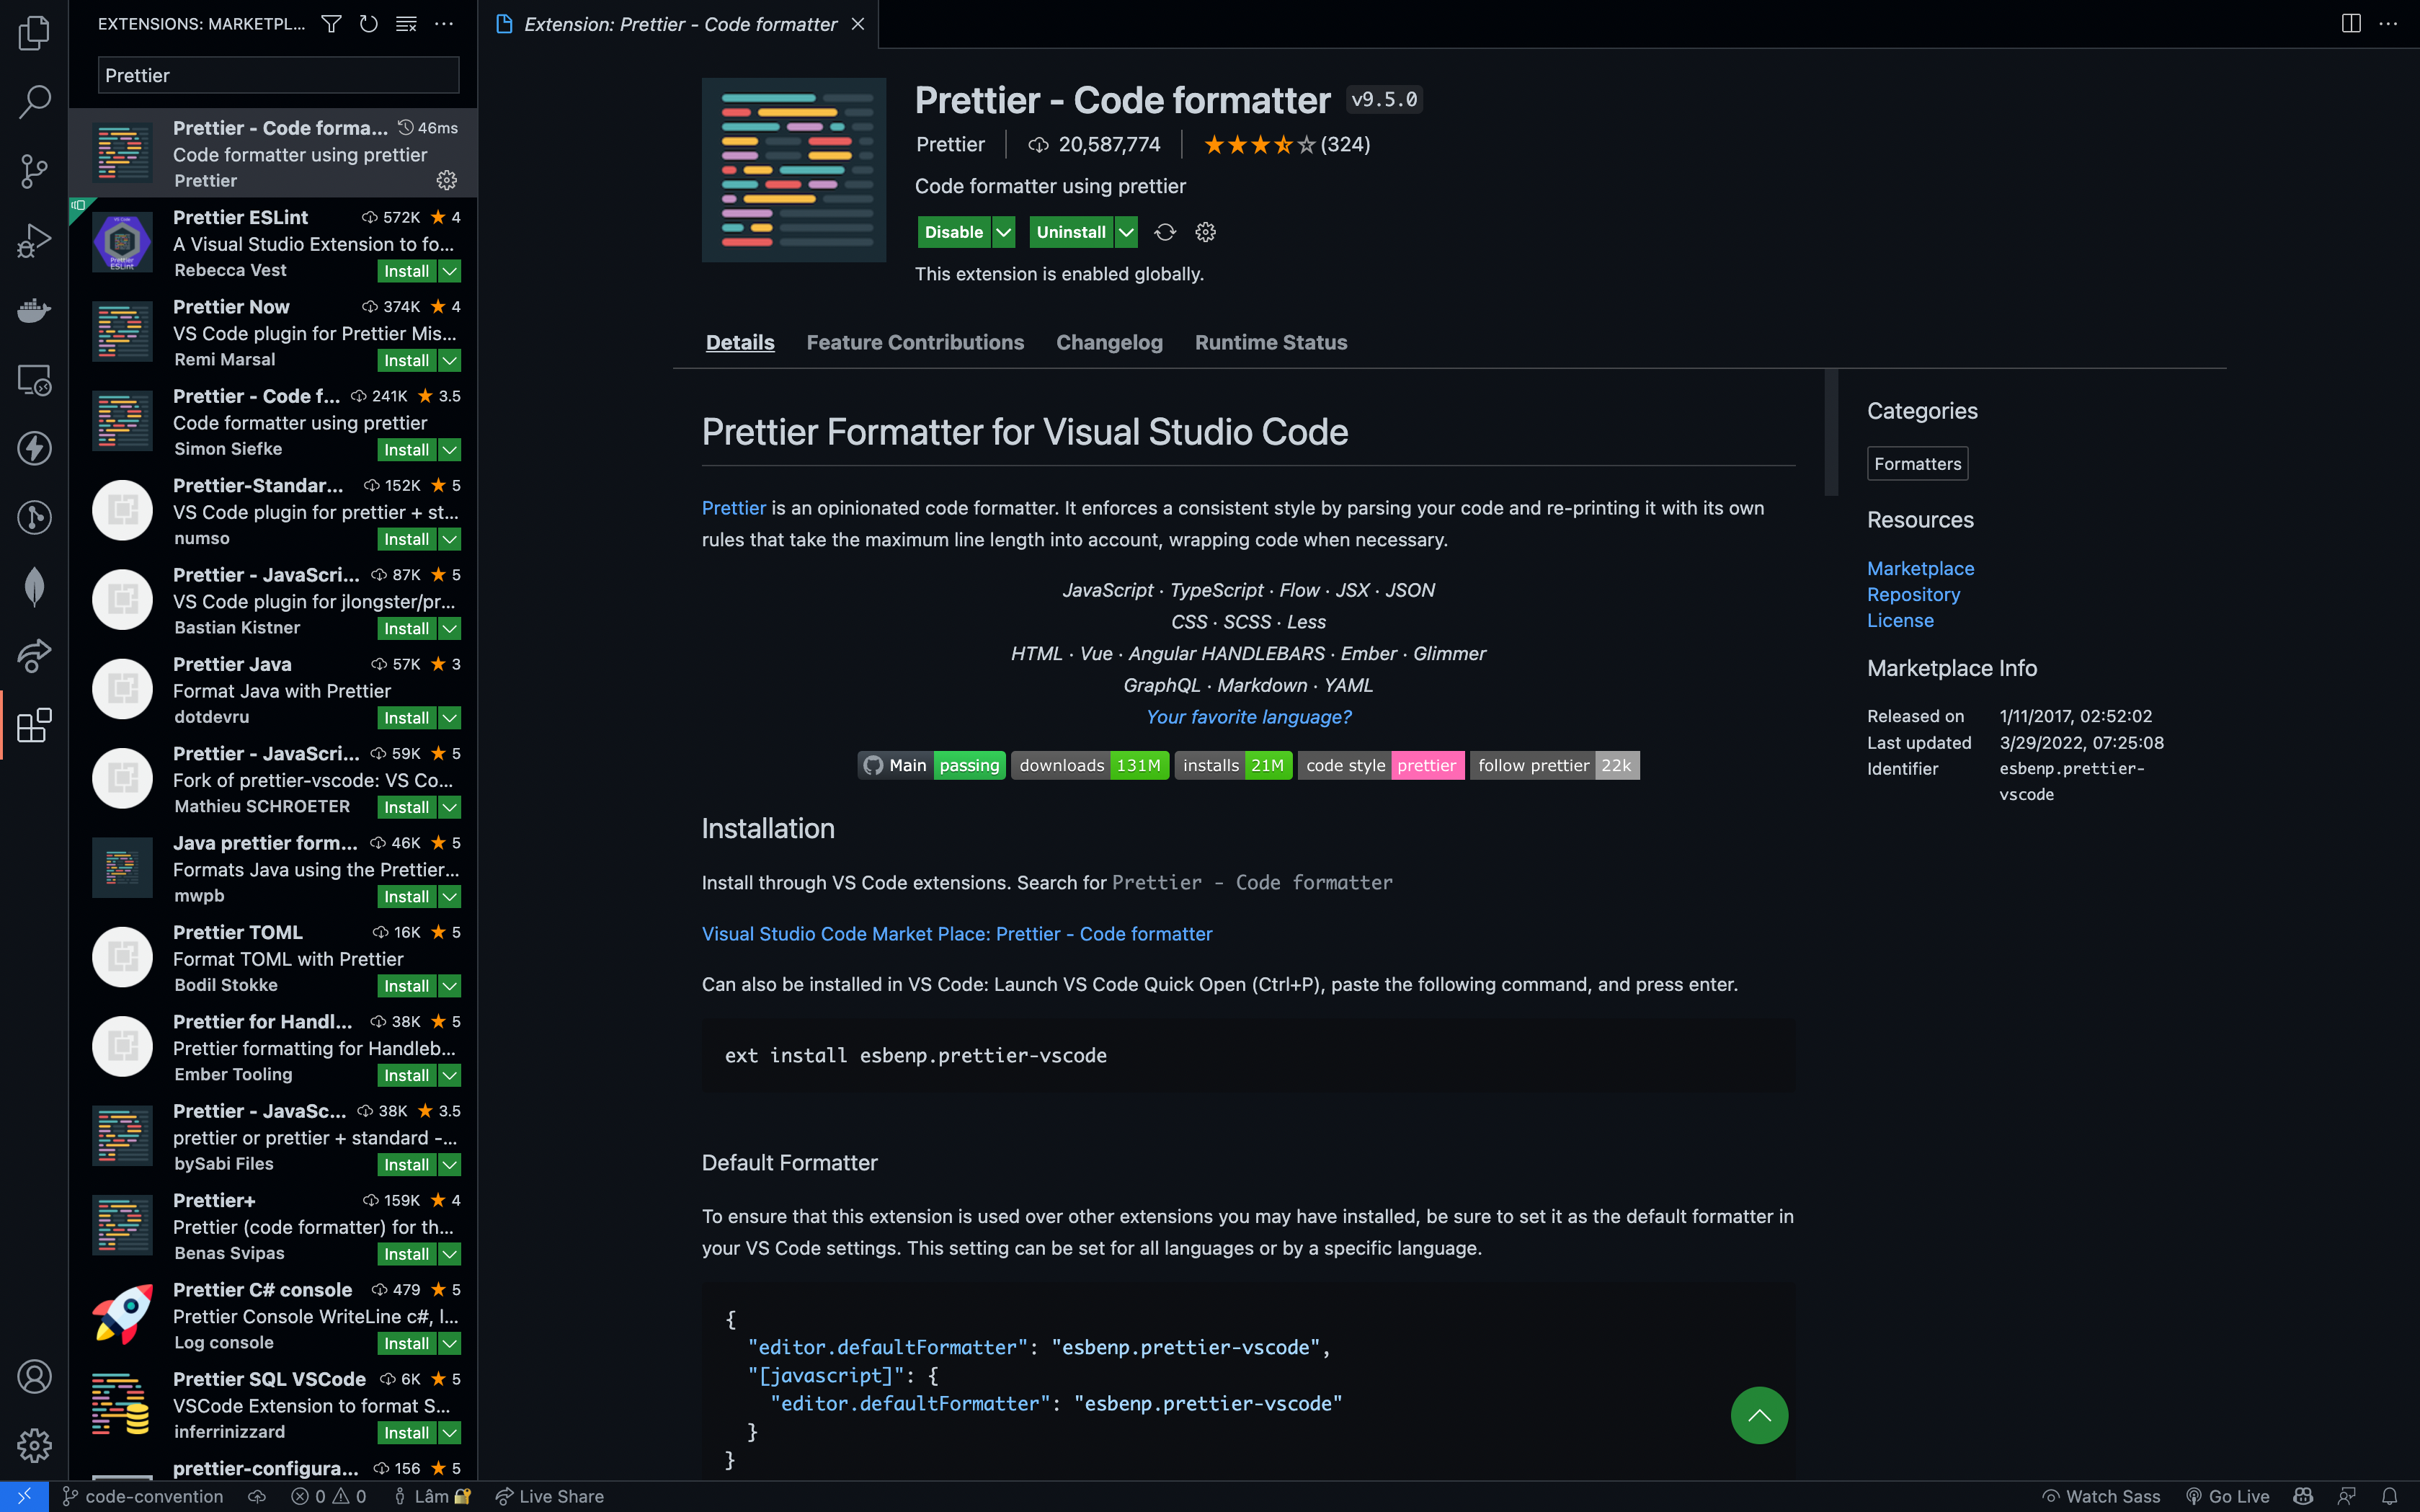 EXTENSIONS: MARKETPL...
Prettier
Prettier - Code forma... 46ms
Code formatter using prettier
Prettier
Prettier ESLint 572K ★ 4
A Visual Studio Extension to fo...
Rebecca Vest Install
Prettier Now 374K ★ 4
VS Code plugin for Prettier Mis...
Remi Marsal Install
Prettier - Code f... 241K ★ 3.5
Code formatter using prettier
Simon Siefke Install
Prettier-Standar... 152K ★ 5
VS Code plugin for prettier + st...
numso Install
Prettier - JavaScri... 87K ★ 5
VS Code plugin for jlongster/pr...
Bastian Kistner Install
Prettier Java 57K ★ 3
Format Java with Prettier
dotdevru Install
Prettier - JavaScri... 59K ★ 5
Fork of prettier-vscode: VS Co...
Mathieu SCHROETER Install
Java prettier form... 46K ★ 5
Formats Java using the Prettier...
mwpb Install
Prettier TOML 16K ★ 5
Format TOML with Prettier
Bodil Stokke Install
Prettier for Handl... 38K ★ 5
Prettier formatting for Handleb...
Ember Tooling Install
Prettier - JavaSc... 38K ★ 3.5
prettier or prettier + standard -...
bySabi Files Install
Prettier+ 159K ★ 4
Prettier (code formatter) for th...
Benas Svipas Install
Prettier C# console 479 ★ 5
Prettier Console WriteLine c#, l...
Log console Install
Prettier SQL VSCode 6K ★ 5
VSCode Extension to format S...
inferrinizzard Install
prettier-configura... 156 ★ 5
Extension: Prettier - Code formatter
Prettier - Code formatter v9.5.0
Prettier 20,587,774 (324)
Code formatter using prettier
Disable Uninstall
This extension is enabled globally.
Details Feature Contributions Changelog Runtime Status
Prettier Formatter for Visual Studio Code
Prettier is an opinionated code formatter. It enforces a consistent style by parsing your code and re-printing it with its own
rules that take the maximum line length into account, wrapping code when necessary.
JavaScript · TypeScript · Flow · JSX · JSON
CSS · SCSS · Less
HTML · Vue · Angular HANDLEBARS · Ember · Glimmer
GraphQL · Markdown · YAML
Your favorite language?
Main passing downloads 131M installs 21M code style prettier follow prettier 22k
Installation
Install through VS Code extensions. Search for Prettier - Code formatter
Visual Studio Code Market Place: Prettier - Code formatter
Can also be installed in VS Code: Launch VS Code Quick Open (Ctrl+P), paste the following command, and press enter.
ext install esbenp.prettier-vscode
Default Formatter
To ensure that this extension is used over other extensions you may have installed, be sure to set it as the default formatter in
your VS Code settings. This setting can be set for all languages or by a specific language.
{
"editor.defaultFormatter": "esbenp.prettier-vscode",
"[javascript]": {
"editor.defaultFormatter": "esbenp.prettier-vscode"
}
}
Categories
Formatters
Resources
Marketplace
Repository
License
Marketplace Info
Released on 1/11/2017, 02:52:02
Last updated 3/29/2022, 07:25:08
Identifier esbenp.prettier-
vscode
code-convention 0 0 Lâm Live Share Watch Sass Go Live